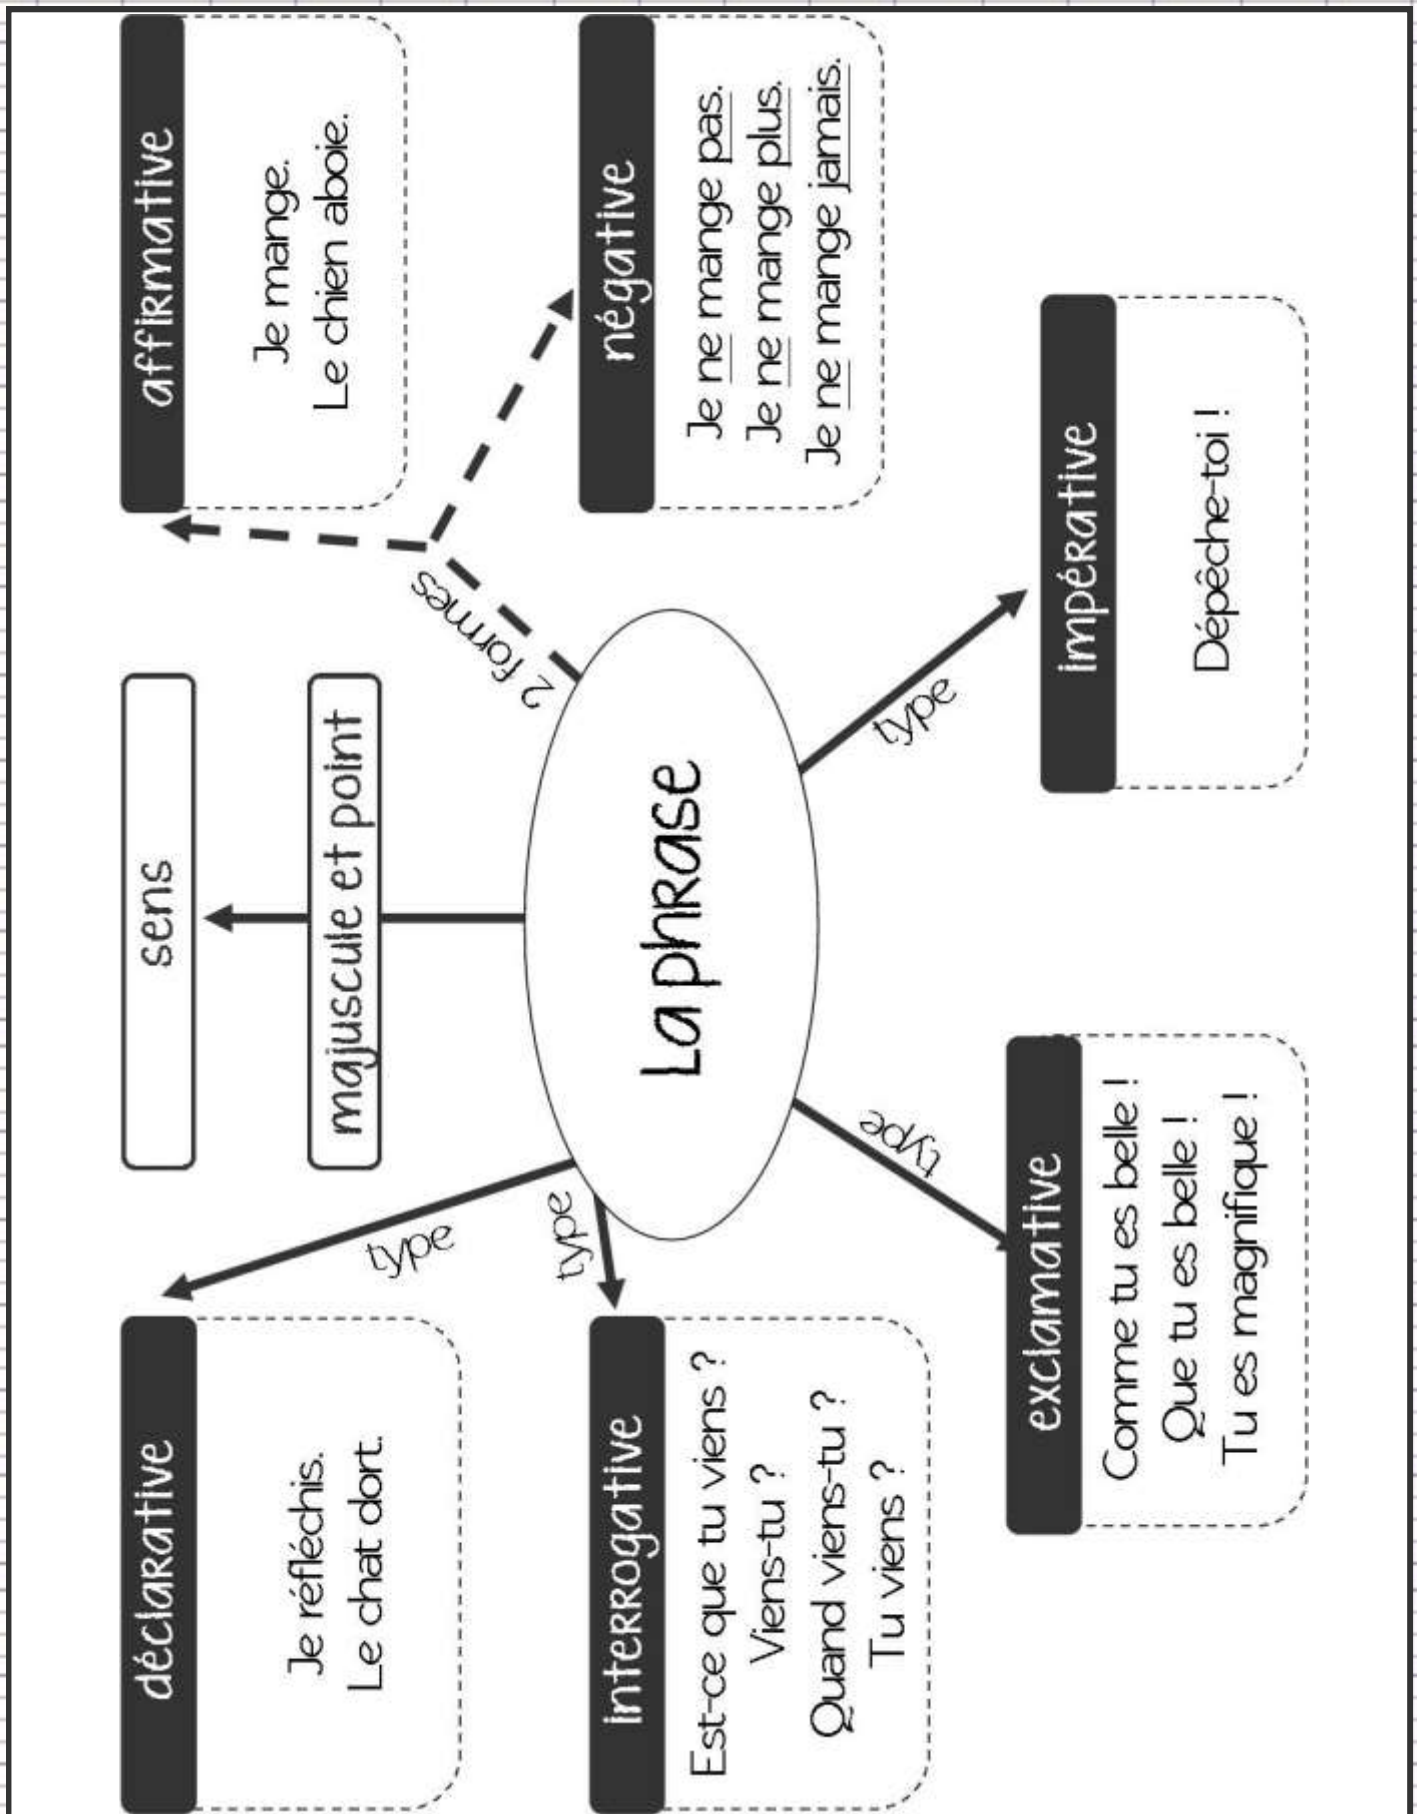 sens
majuscule et point
La phrase
2 formes
affirmative
Je mange.
Le chien aboie.
négative
Je ne mange pas.
Je ne mange plus.
Je ne mange jamais.
type
déclarative
Je réfléchis.
Le chat dort.
type
interrogative
Est-ce que tu viens ?
Viens-tu ?
Quand viens-tu ?
Tu viens ?
type
exclamative
Comme tu es belle !
Que tu es belle !
Tu es magnifique !
type
impérative
Dépêche-toi !